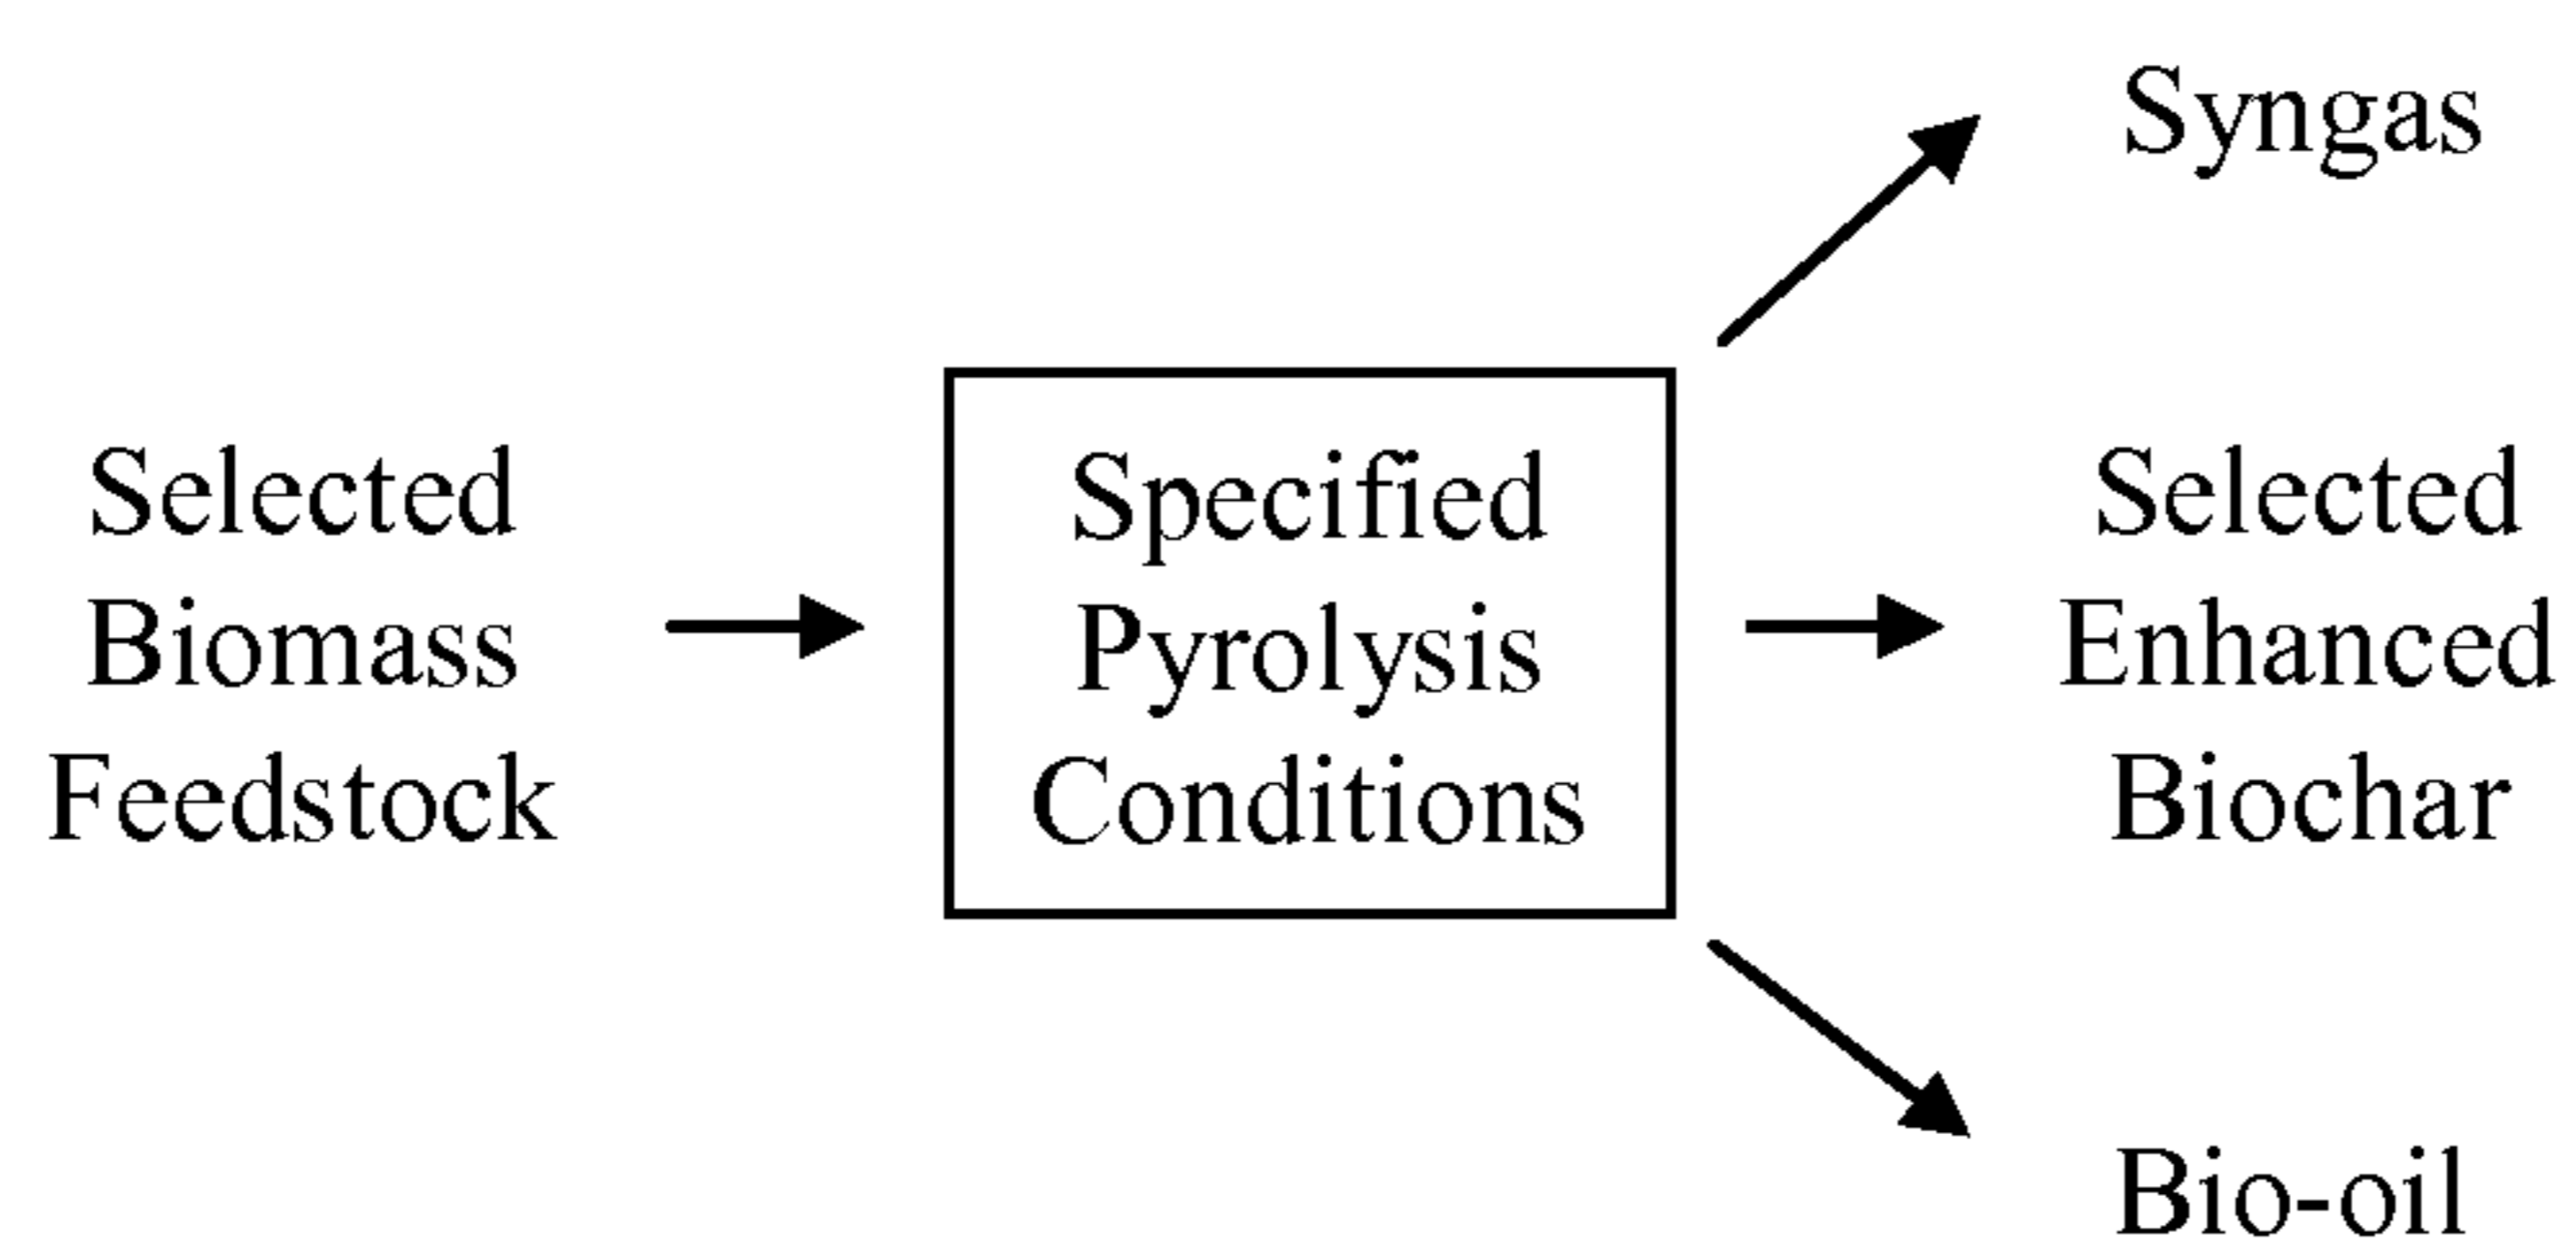 Syngas
Selected
Biomass
Feedstock
Specified
Pyrolysis
Conditions
Selected
Enhanced
Biochar
Bio-oil